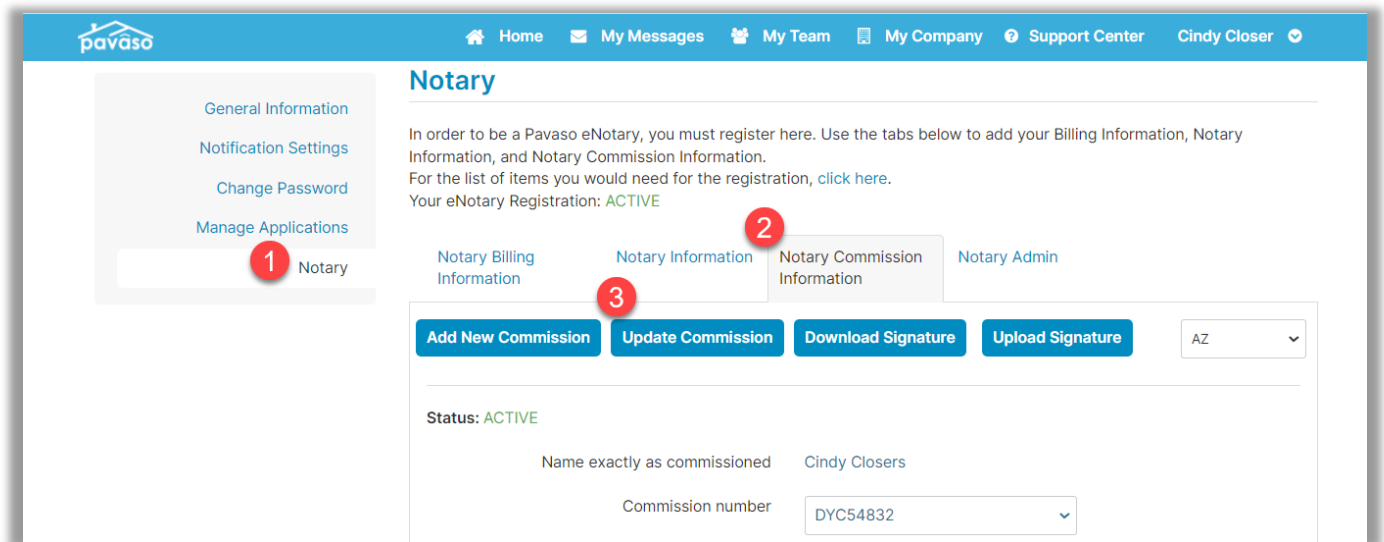 pavaso
Home My Messages My Team My Company Support Center Cindy Closer
General Information
Notification Settings
Change Password
Manage Applications
1 Notary
Notary
In order to be a Pavaso eNotary, you must register here. Use the tabs below to add your Billing Information, Notary
Information, and Notary Commission Information.
For the list of items you would need for the registration, click here.
Your eNotary Registration: ACTIVE
2
Notary Billing
Information
Notary Information
Notary Commission
Information
Notary Admin
3
Add New Commission Update Commission Download Signature Upload Signature AZ
Status: ACTIVE
Name exactly as commissioned Cindy Closers
Commission number DYC54832